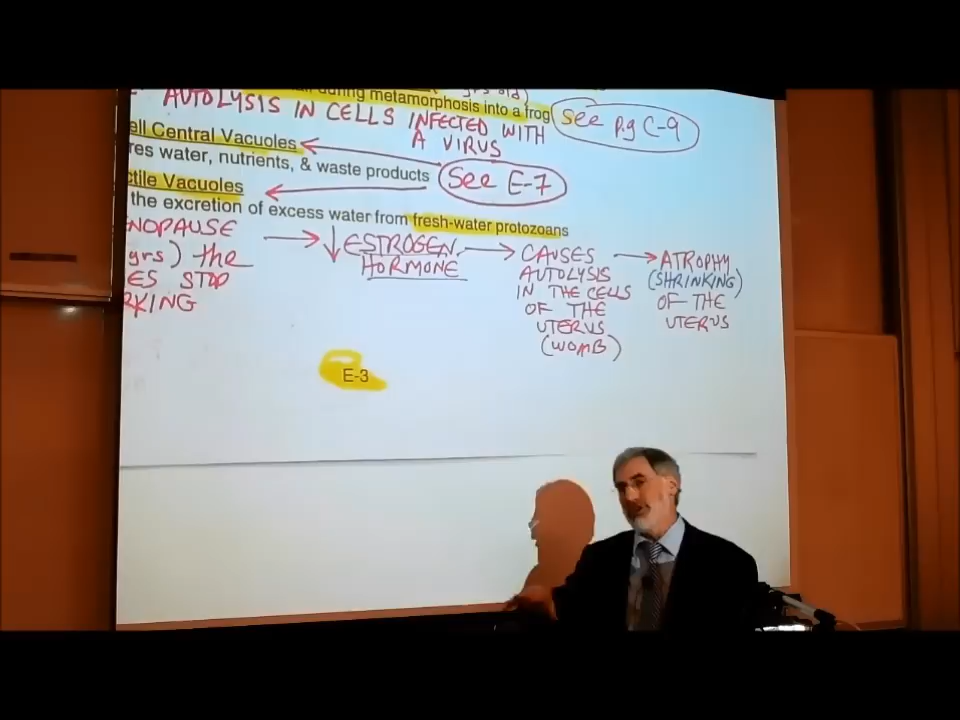 during metamorphosis into a frog
See Pg C-9
AUTOLYSIS IN CELLS INFECTED WITH
A VIRUS
ell Central Vacuoles
res water, nutrients, & waste products
See E-7
ctile Vacuoles
the excretion of excess water from fresh-water protozoans
NOPAUSE → ↓ ESTROGEN → CAUSES → ATROPHY
yrs) the HORMONE AUTOLYSIS (SHRINKING)
ES STOP IN THE CELLS OF THE
RKING OF THE UTERUS
UTERUS
(WOMB)
E-3